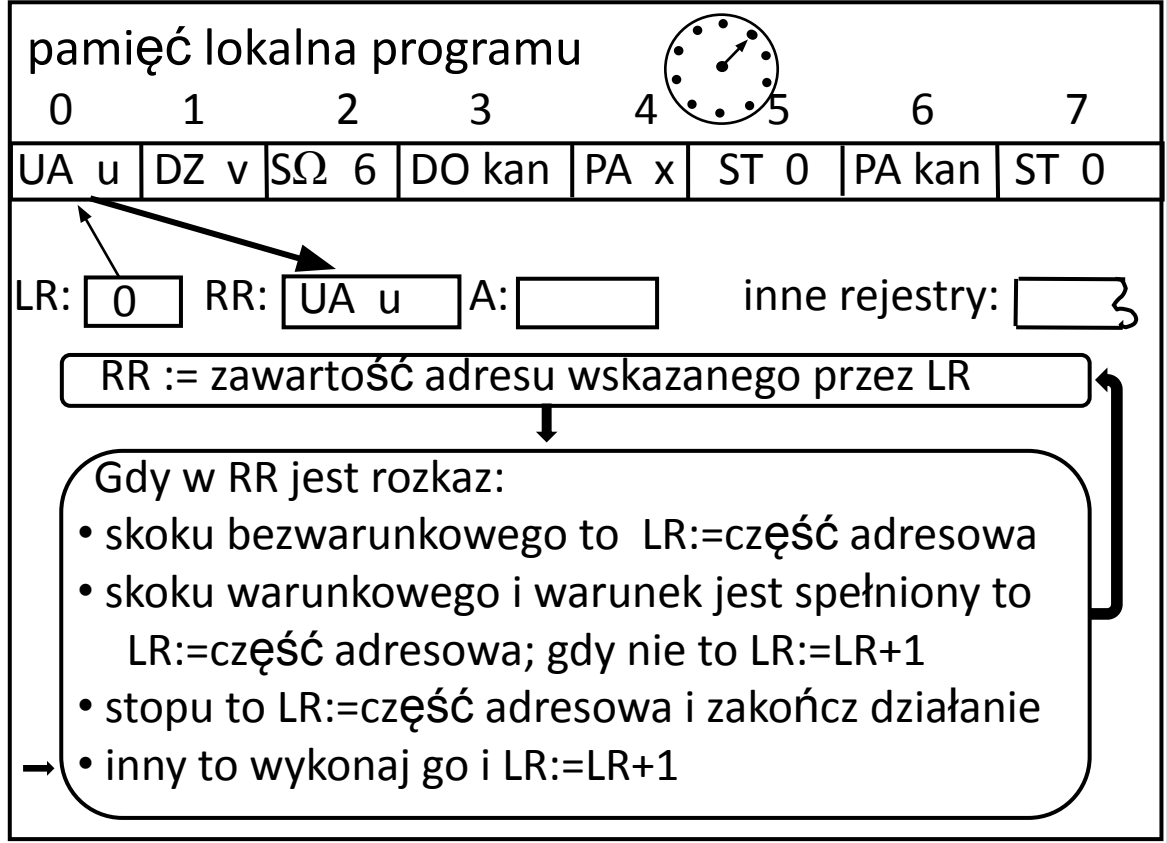 pamięć lokalna programu
0 1 2 3 4 5 6 7
UA u DZ v SΩ 6 DO kan PA x ST 0 PA kan ST 0
LR: 0 RR: UA u A: inne rejestry:
RR := zawartość adresu wskazanego przez LR
Gdy w RR jest rozkaz:
• skoku bezwarunkowego to LR:=część adresowa
• skoku warunkowego i warunek jest spełniony to
LR:=część adresowa; gdy nie to LR:=LR+1
• stopu to LR:=część adresowa i zakończ działanie
• inny to wykonaj go i LR:=LR+1